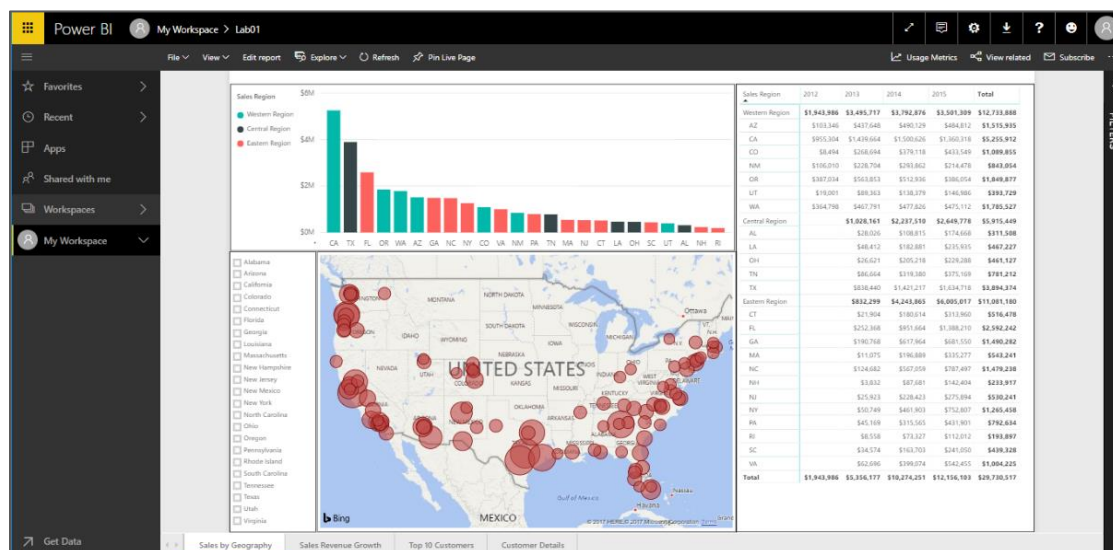 Power BI My Workspace > Lab01
File View Edit report Explore Refresh Pin Live Page Usage Metrics View related Subscribe
Favorites
Recent
Apps
Shared with me
Workspaces
My Workspace
Get Data
FILTERS
Sales Region
Western Region
Central Region
Eastern Region
$6M
$4M
$2M
$0M
CA TX FL OR WA AZ GA NC NY CO VA NM PA TN MA NJ CT LA OH SC UT AL NH RI
Alabama
Arizona
California
Colorado
Connecticut
Florida
Georgia
Louisiana
Massachusetts
New Hampshire
New Jersey
New Mexico
New York
North Carolina
Ohio
Oregon
Pennsylvania
Rhode Island
South Carolina
Tennessee
Texas
Utah
Virginia
MONTANA NORTH DAKOTA MINNESOTA
Ottawa
SOUTH DAKOTA WISCONSIN
IDAHO WYOMING MICHIGAN
IOWA
NEBRASKA
NEVADA UTAH UNITED STATES
KANSAS MISSOURI
KENTUCKY
OKLAHOMA ARKANSAS
Gulf of Mexico
Nassau
Havana
Bing MEXICO
© 2017 HERE © 2017 Microsoft Corporation Terms
Sales Region 2012 2013 2014 2015 Total
Western Region $1,943,986 $3,495,717 $3,792,876 $3,501,309 $12,733,888
AZ $103,346 $437,648 $490,129 $484,812 $1,515,935
CA $955,304 $1,439,664 $1,500,626 $1,360,318 $5,255,912
CO $8,494 $268,694 $379,118 $433,549 $1,089,855
NM $106,010 $228,704 $293,862 $214,478 $843,054
OR $387,034 $563,853 $512,936 $386,054 $1,849,877
UT $19,001 $89,363 $138,379 $146,986 $393,729
WA $364,798 $467,791 $477,826 $475,112 $1,785,527
Central Region $1,028,161 $2,237,510 $2,649,778 $5,915,449
AL $28,026 $108,815 $174,668 $311,508
LA $48,412 $182,881 $235,935 $467,227
OH $26,621 $205,218 $229,288 $461,127
TN $86,664 $319,380 $375,169 $781,212
TX $838,440 $1,421,217 $1,634,718 $3,894,374
Eastern Region $832,299 $4,243,865 $6,005,017 $11,081,180
CT $21,904 $180,614 $313,960 $516,478
FL $252,368 $951,664 $1,388,210 $2,592,242
GA $190,768 $617,964 $681,550 $1,490,282
MA $11,075 $196,889 $335,277 $543,241
NC $124,682 $567,059 $787,497 $1,479,238
NH $3,832 $87,681 $142,404 $233,917
NJ $25,923 $228,423 $275,894 $530,241
NY $50,749 $461,903 $752,807 $1,265,458
PA $45,169 $315,565 $431,901 $792,634
RI $8,558 $73,327 $112,012 $193,897
SC $34,574 $163,703 $241,050 $439,328
VA $62,696 $399,074 $542,455 $1,004,225
Total $1,943,986 $5,356,177 $10,274,251 $12,156,103 $29,730,517
Sales by Geography Sales Revenue Growth Top 10 Customers Customer Details